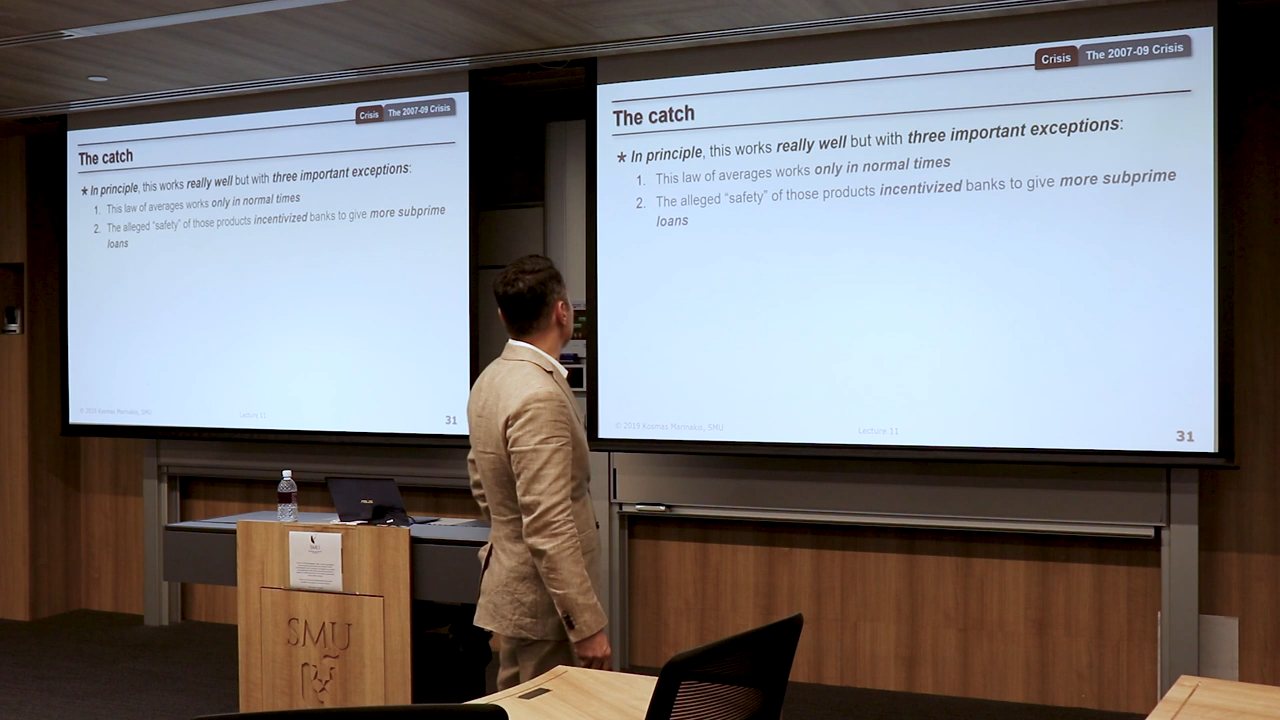 Crisis The 2007-09 Crisis
The catch
★ In principle, this works really well but with three important exceptions:
1. This law of averages works only in normal times
2. The alleged “safety” of those products incentivized banks to give more subprime
loans
© 2019 Kosmas Marinakis, SMU
Lecture 11
31
Crisis The 2007-09 Crisis
The catch
★ In principle, this works really well but with three important exceptions:
1. This law of averages works only in normal times
2. The alleged “safety” of those products incentivized banks to give more subprime
loans
© 2019 Kosmas Marinakis, SMU
Lecture 11
31
ASUS
SMU
SMU